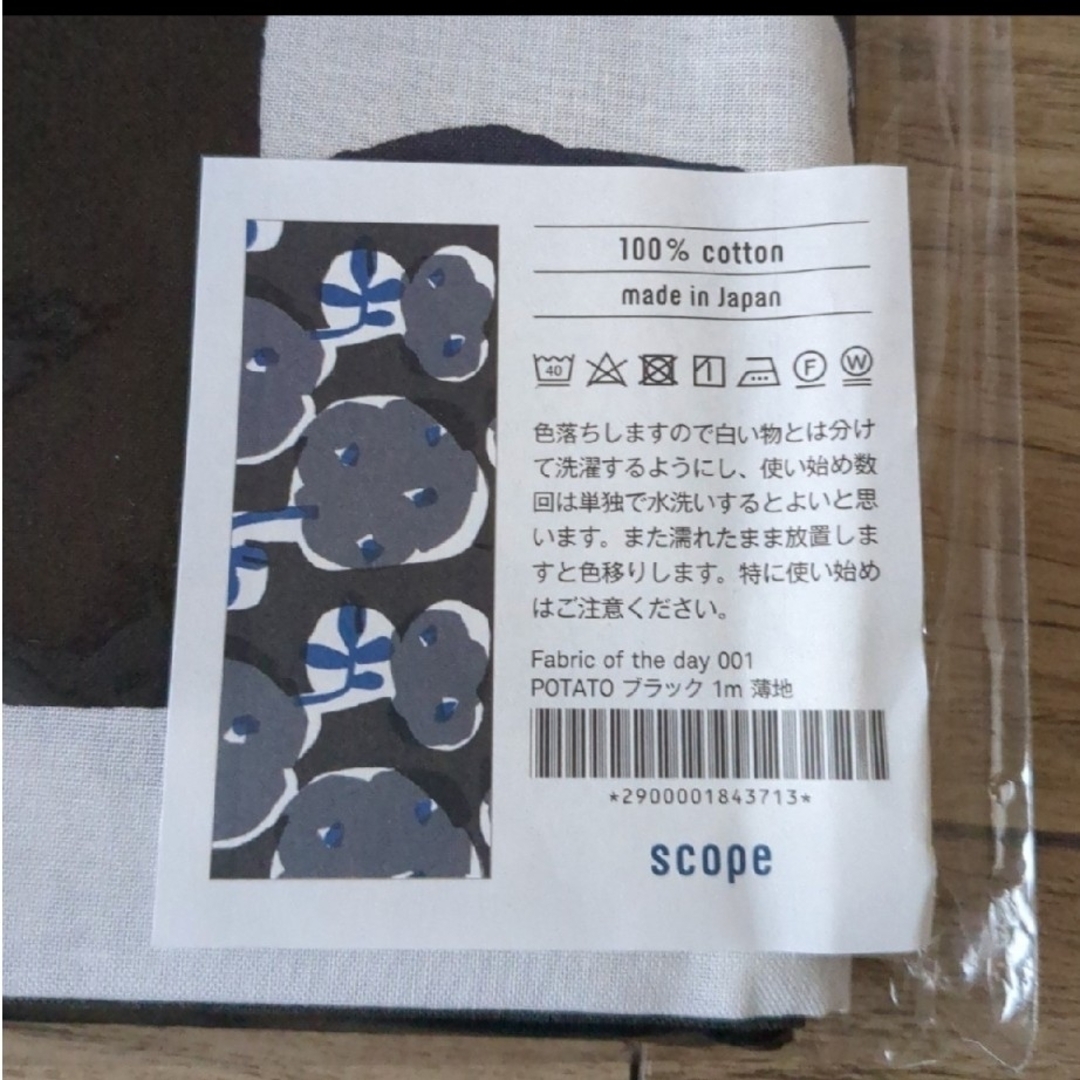 100% cotton
made in Japan
40
F
W
色落ちしますので白い物とは分け
て洗濯するようにし、使い始め数
回は単独で水洗いするとよいと思
います。また濡れたまま放置しま
すと色移りします。特に使い始め
はご注意ください。
Fabric of the day 001
POTATO ブラック 1m 薄地
*2900001843713*
scope